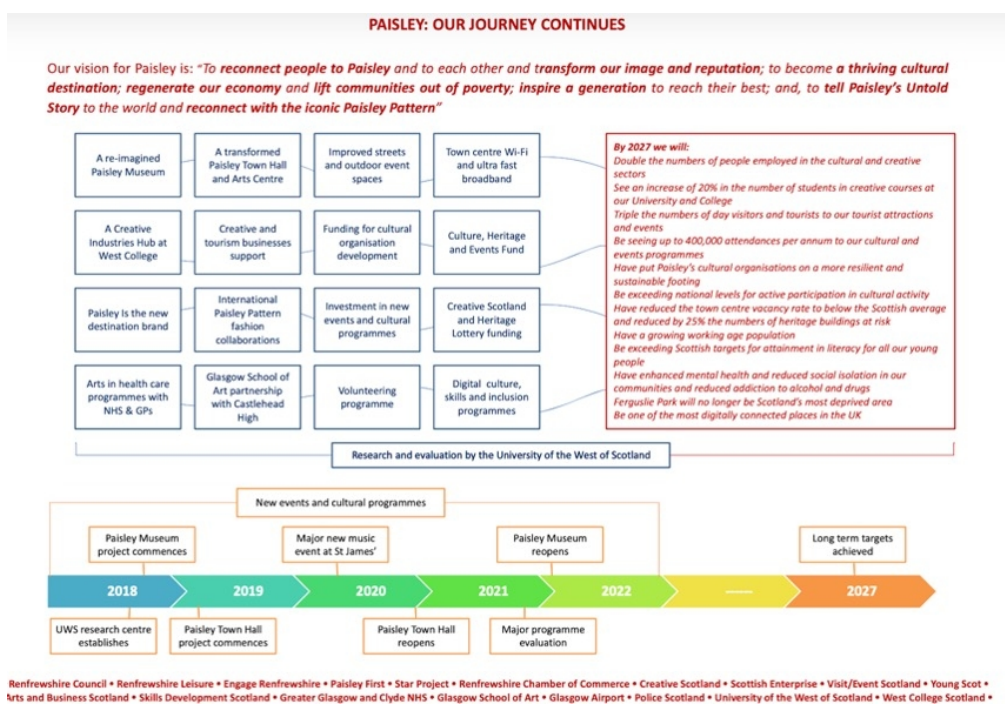 PAISLEY: OUR JOURNEY CONTINUES
Our vision for Paisley is: "To reconnect people to Paisley and to each other and transform our image and reputation; to become a thriving cultural
destination; regenerate our economy and lift communities out of poverty; inspire a generation to reach their best; and, to tell Paisley's Untold
Story to the world and reconnect with the iconic Paisley Pattern"
A re-imagined
Paisley Museum
A transformed
Paisley Town Hall
and Arts Centre
Improved streets
and outdoor event
spaces
Town centre Wi-Fi
and ultra fast
broadband
A Creative
Industries Hub at
West College
Creative and
tourism businesses
support
Funding for cultural
organisation
development
Culture, Heritage
and Events Fund
Paisley Is the new
destination brand
International
Paisley Pattern
fashion
collaborations
Investment in new
events and cultural
programmes
Creative Scotland
and Heritage
Lottery funding
Arts in health care
programmes with
NHS & GPs
Glasgow School of
Art partnership
with Castlehead
High
Volunteering
programme
Digital culture,
skills and inclusion
programmes
By 2027 we will:
Double the numbers of people employed in the cultural and creative
sectors
See an increase of 20% in the number of students in creative courses at
our University and College
Triple the numbers of day visitors and tourists to our tourist attractions
and events
Be seeing up to 400,000 attendances per annum to our cultural and
events programmes
Have put Paisley's cultural organisations on a more resilient and
sustainable footing
Be exceeding national levels for active participation in cultural activity
Have reduced the town centre vacancy rate to below the Scottish average
and reduced by 25% the numbers of heritage buildings at risk
Have a growing working age population
Be exceeding Scottish targets for attainment in literacy for all our young
people
Have enhanced mental health and reduced social isolation in our
communities and reduced addiction to alcohol and drugs
Ferguslie Park will no longer be Scotland's most deprived area
Be one of the most digitally connected places in the UK
Research and evaluation by the University of the West of Scotland
New events and cultural programmes
Paisley Museum
project commences
Major new music
event at St James'
Paisley Museum
reopens
Long term targets
achieved
2018 2019 2020 2021 2022 —— 2027
UWS research centre
establishes
Paisley Town Hall
project commences
Paisley Town Hall
reopens
Major programme
evaluation
Renfrewshire Council • Renfrewshire Leisure • Engage Renfrewshire • Paisley First • Star Project • Renfrewshire Chamber of Commerce • Creative Scotland • Scottish Enterprise • Visit/Event Scotland • Young Scot •
Arts and Business Scotland • Skills Development Scotland • Greater Glasgow and Clyde NHS • Glasgow School of Art • Glasgow Airport • Police Scotland • University of the West of Scotland • West College Scotland •